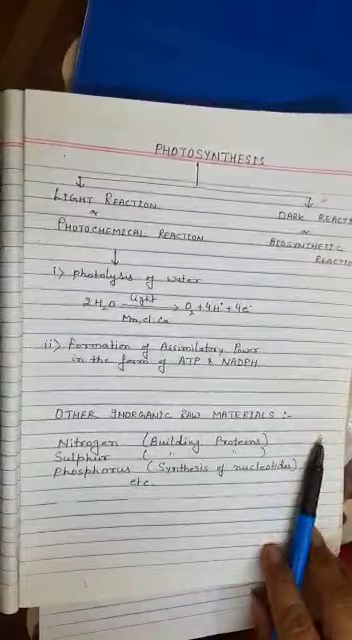 PHOTOSYNTHESIS
LIGHT REACTION
or
PHOTOCHEMICAL REACTION
DARK REACTI
or
BIOSYNTHETIC
REACTIO
i) photolysis of water
2H₂O Light → O₂ + 4H⁺ + 4e⁻
Mn, Cl, Ca
ii) formation of Assimilatory Power
in the form of ATP & NADPH
OTHER INORGANIC RAW MATERIALS :-
Nitrogen (Building Proteins)
Sulphur ( " " )
Phosphorus (Synthesis of nucleotides)
etc.